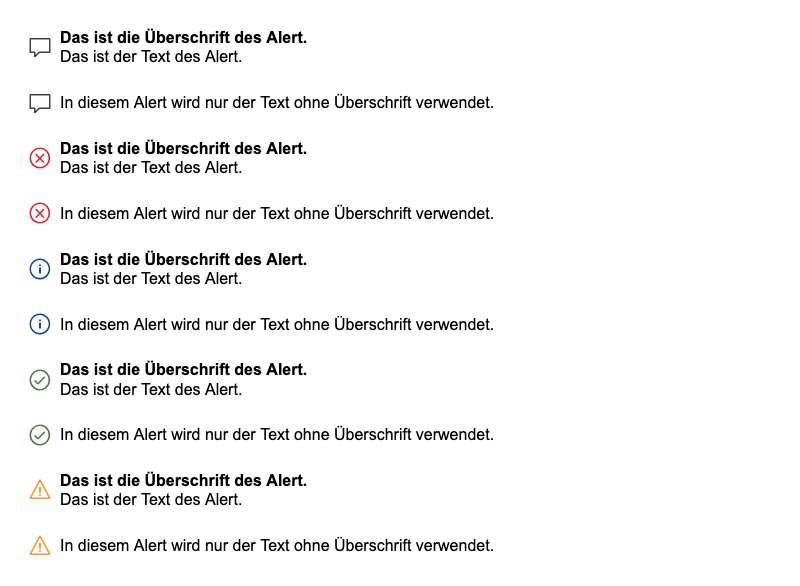 Das ist die Überschrift des Alert.
Das ist der Text des Alert.
In diesem Alert wird nur der Text ohne Überschrift verwendet.
Das ist die Überschrift des Alert.
Das ist der Text des Alert.
In diesem Alert wird nur der Text ohne Überschrift verwendet.
Das ist die Überschrift des Alert.
Das ist der Text des Alert.
In diesem Alert wird nur der Text ohne Überschrift verwendet.
Das ist die Überschrift des Alert.
Das ist der Text des Alert.
In diesem Alert wird nur der Text ohne Überschrift verwendet.
Das ist die Überschrift des Alert.
Das ist der Text des Alert.
In diesem Alert wird nur der Text ohne Überschrift verwendet.